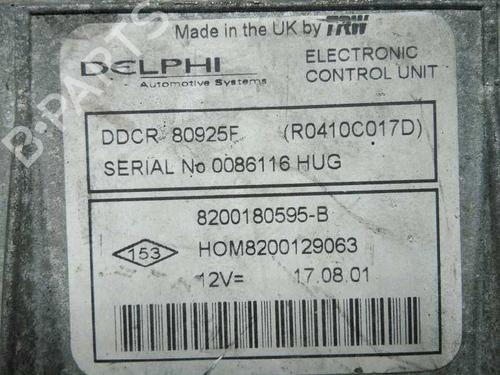 Made in the UK by TRW
DELPHI
Automotive Systems
ELECTRONIC
CONTROL UNIT
DDCR 80925F (R0410C017D)
SERIAL No 0086116 HUG
8200180595-B
153
HOM8200129063
12V= 17.08.01
B-PARTS